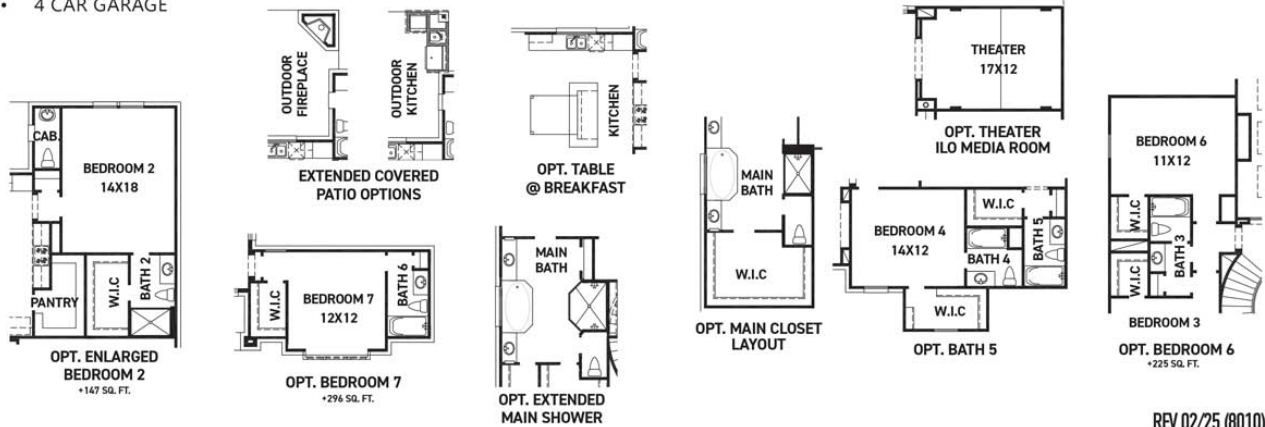 • 4 CAR GARAGE
CAB.
BEDROOM 2
14X18
PANTRY
W.I.C
BATH 2
OPT. ENLARGED
BEDROOM 2
+147 SQ. FT.
OUTDOOR
FIREPLACE
OUTDOOR
KITCHEN
EXTENDED COVERED
PATIO OPTIONS
KITCHEN
OPT. TABLE
@ BREAKFAST
W.I.C
BEDROOM 7
12X12
BATH 6
OPT. BEDROOM 7
+296 SQ. FT.
MAIN
BATH
OPT. EXTENDED
MAIN SHOWER
MAIN
BATH
W.I.C
OPT. MAIN CLOSET
LAYOUT
THEATER
17X12
OPT. THEATER
ILO MEDIA ROOM
W.I.C
BEDROOM 4
14X12
BATH 4
BATH 5
W.I.C
OPT. BATH 5
BEDROOM 6
11X12
W.I.C
BATH 3
W.I.C
BEDROOM 3
OPT. BEDROOM 6
+225 SQ. FT.
REV 02/25 (8010)